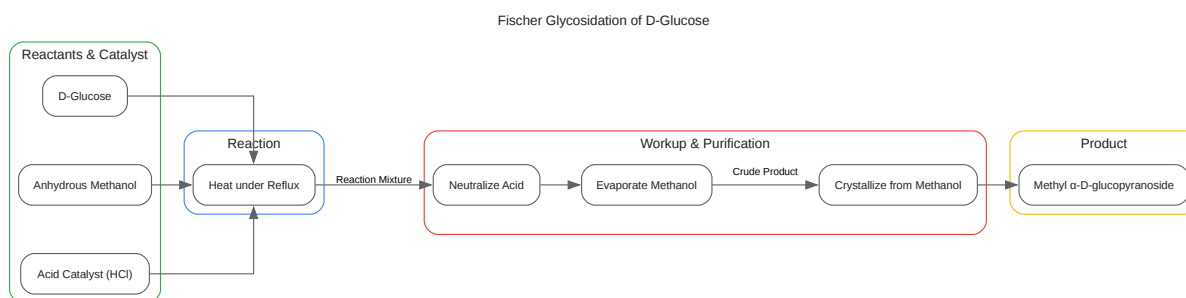 Fischer Glycosidation of D-Glucose
Reactants & Catalyst
D-Glucose
Anhydrous Methanol
Acid Catalyst (HCl)
Reaction
Heat under Reflux
Reaction Mixture
Workup & Purification
Neutralize Acid
Evaporate Methanol
Crude Product
Crystallize from Methanol
Product
Methyl α-D-glucopyranoside